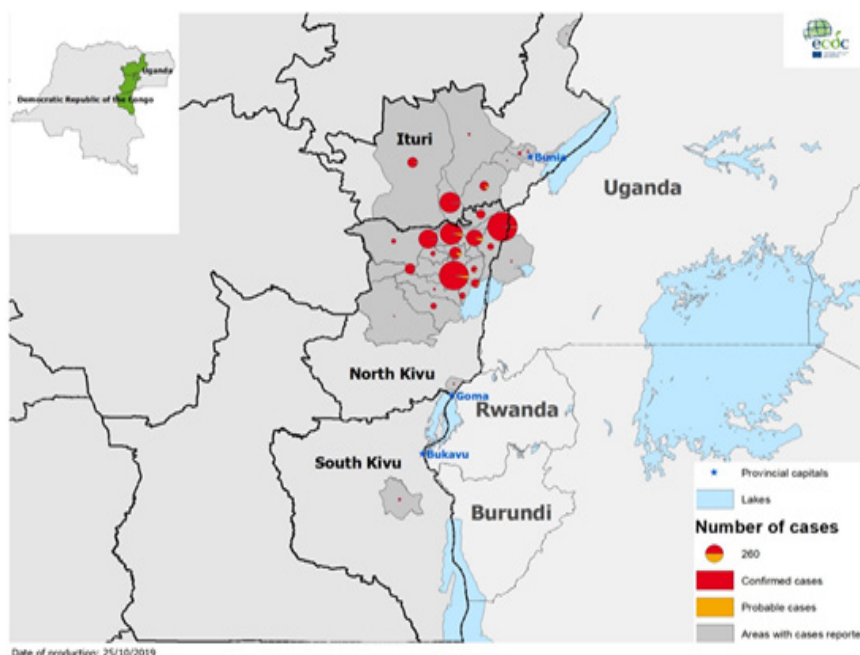 ecdc
Uganda
Democratic Republic of the Congo
Ituri
Bunia
Uganda
North Kivu
Goma
Rwanda
South Kivu
Bukavu
Burundi
Provincial capitals
Lakes
Number of cases
260
Confirmed cases
Probable cases
Areas with cases reporte
Date of production: 25/10/2019